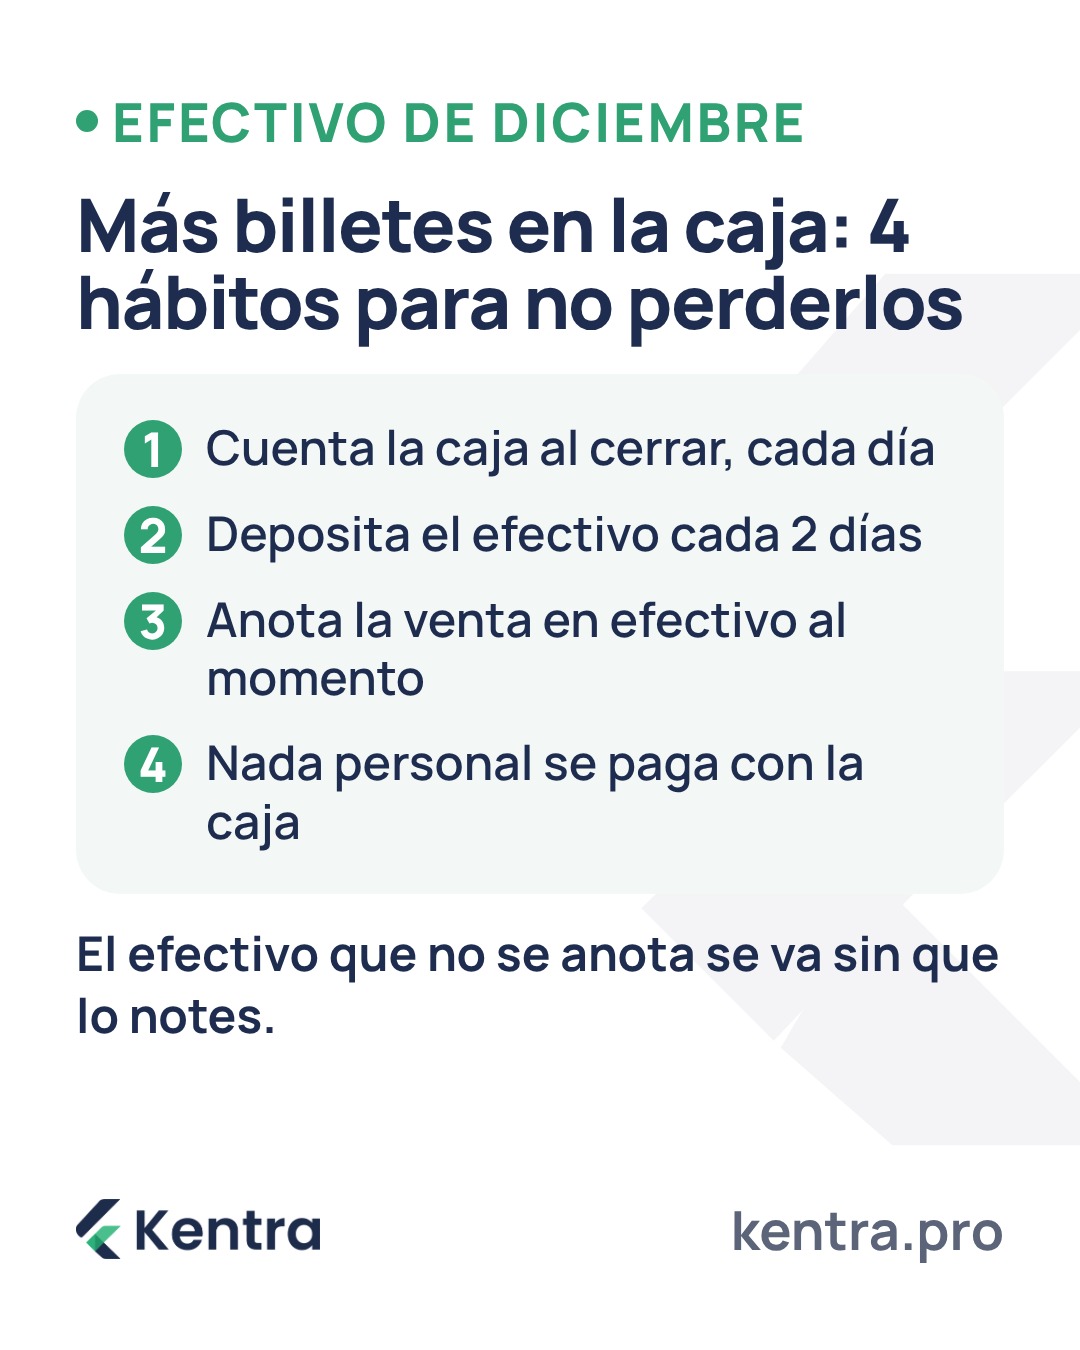 • EFECTIVO DE DICIEMBRE
Más billetes en la caja: 4
hábitos para no perderlos
1 Cuenta la caja al cerrar, cada día
2 Deposita el efectivo cada 2 días
3 Anota la venta en efectivo al
momento
4 Nada personal se paga con la
caja
El efectivo que no se anota se va sin que
lo notes.
Kentra
kentra.pro